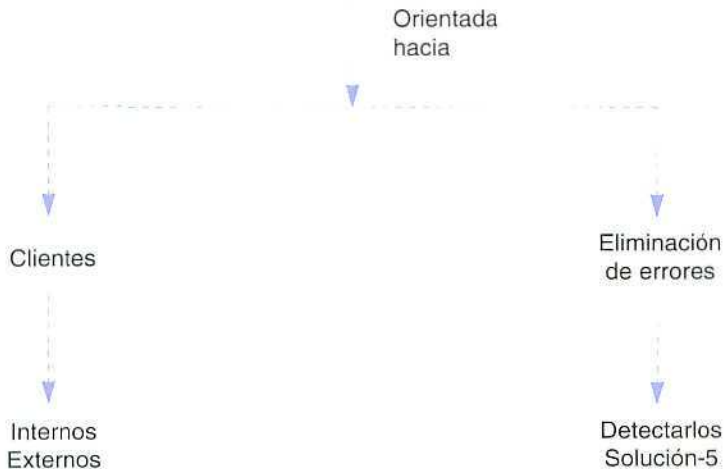 Orientada
hacia
Clientes
Eliminación
de errores
Internos
Externos
Detectarlos
Solución-5